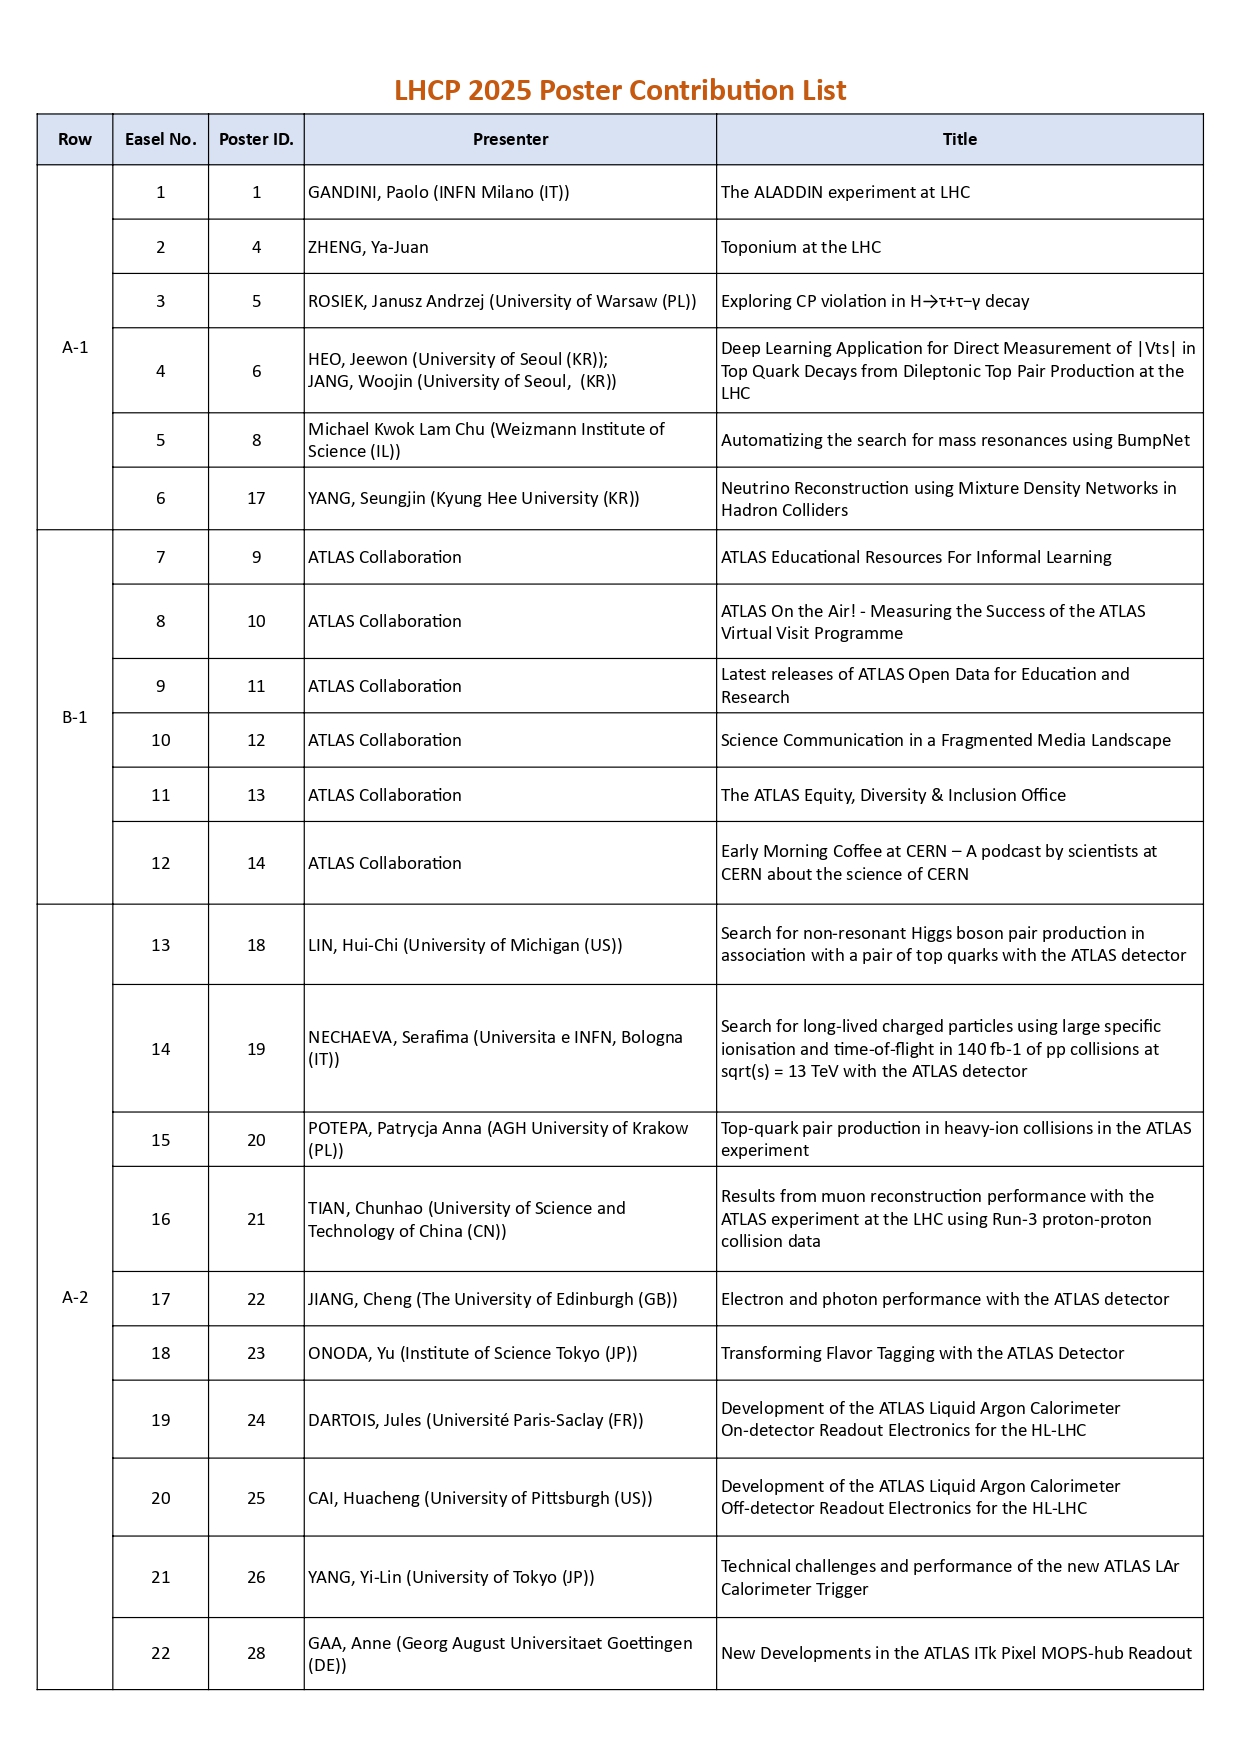 LHCP 2025 Poster Contribution List
Row Easel No. Poster ID. Presenter Title
A-1
1 1 GANDINI, Paolo (INFN Milano (IT)) The ALADDIN experiment at LHC
2 4 ZHENG, Ya-Juan Toponium at the LHC
3 5 ROSIEK, Janusz Andrzej (University of Warsaw (PL)) Exploring CP violation in H→τ+τ−γ decay
4 6 HEO, Jeewon (University of Seoul (KR));
JANG, Woojin (University of Seoul,  (KR))
Deep Learning Application for Direct Measurement of |Vts| in
Top Quark Decays from Dileptonic Top Pair Production at the
LHC
5 8 Michael Kwok Lam Chu (Weizmann Institute of
Science (IL))
Automatizing the search for mass resonances using BumpNet
6 17 YANG, Seungjin (Kyung Hee University (KR))
Neutrino Reconstruction using Mixture Density Networks in
Hadron Colliders
B-1
7 9 ATLAS Collaboration ATLAS Educational Resources For Informal Learning
8 10 ATLAS Collaboration
ATLAS On the Air! - Measuring the Success of the ATLAS
Virtual Visit Programme
9 11 ATLAS Collaboration
Latest releases of ATLAS Open Data for Education and
Research
10 12 ATLAS Collaboration Science Communication in a Fragmented Media Landscape
11 13 ATLAS Collaboration The ATLAS Equity, Diversity & Inclusion Office
12 14 ATLAS Collaboration
Early Morning Coffee at CERN – A podcast by scientists at
CERN about the science of CERN
A-2
13 18 LIN, Hui-Chi (University of Michigan (US))
Search for non-resonant Higgs boson pair production in
association with a pair of top quarks with the ATLAS detector
14 19 NECHAEVA, Serafima (Universita e INFN, Bologna
(IT))
Search for long-lived charged particles using large specific
ionisation and time-of-flight in 140 fb-1 of pp collisions at
sqrt(s) = 13 TeV with the ATLAS detector
15 20 POTEPA, Patrycja Anna (AGH University of Krakow
(PL))
Top-quark pair production in heavy-ion collisions in the ATLAS
experiment
16 21 TIAN, Chunhao (University of Science and
Technology of China (CN))
Results from muon reconstruction performance with the
ATLAS experiment at the LHC using Run-3 proton-proton
collision data
17 22 JIANG, Cheng (The University of Edinburgh (GB)) Electron and photon performance with the ATLAS detector
18 23 ONODA, Yu (Institute of Science Tokyo (JP)) Transforming Flavor Tagging with the ATLAS Detector
19 24 DARTOIS, Jules (Université Paris-Saclay (FR))
Development of the ATLAS Liquid Argon Calorimeter
On-detector Readout Electronics for the HL-LHC
20 25 CAI, Huacheng (University of Pittsburgh (US))
Development of the ATLAS Liquid Argon Calorimeter
Off-detector Readout Electronics for the HL-LHC
21 26 YANG, Yi-Lin (University of Tokyo (JP))
Technical challenges and performance of the new ATLAS LAr
Calorimeter Trigger
22 28 GAA, Anne (Georg August Universitaet Goettingen
(DE))
New Developments in the ATLAS ITk Pixel MOPS-hub Readout